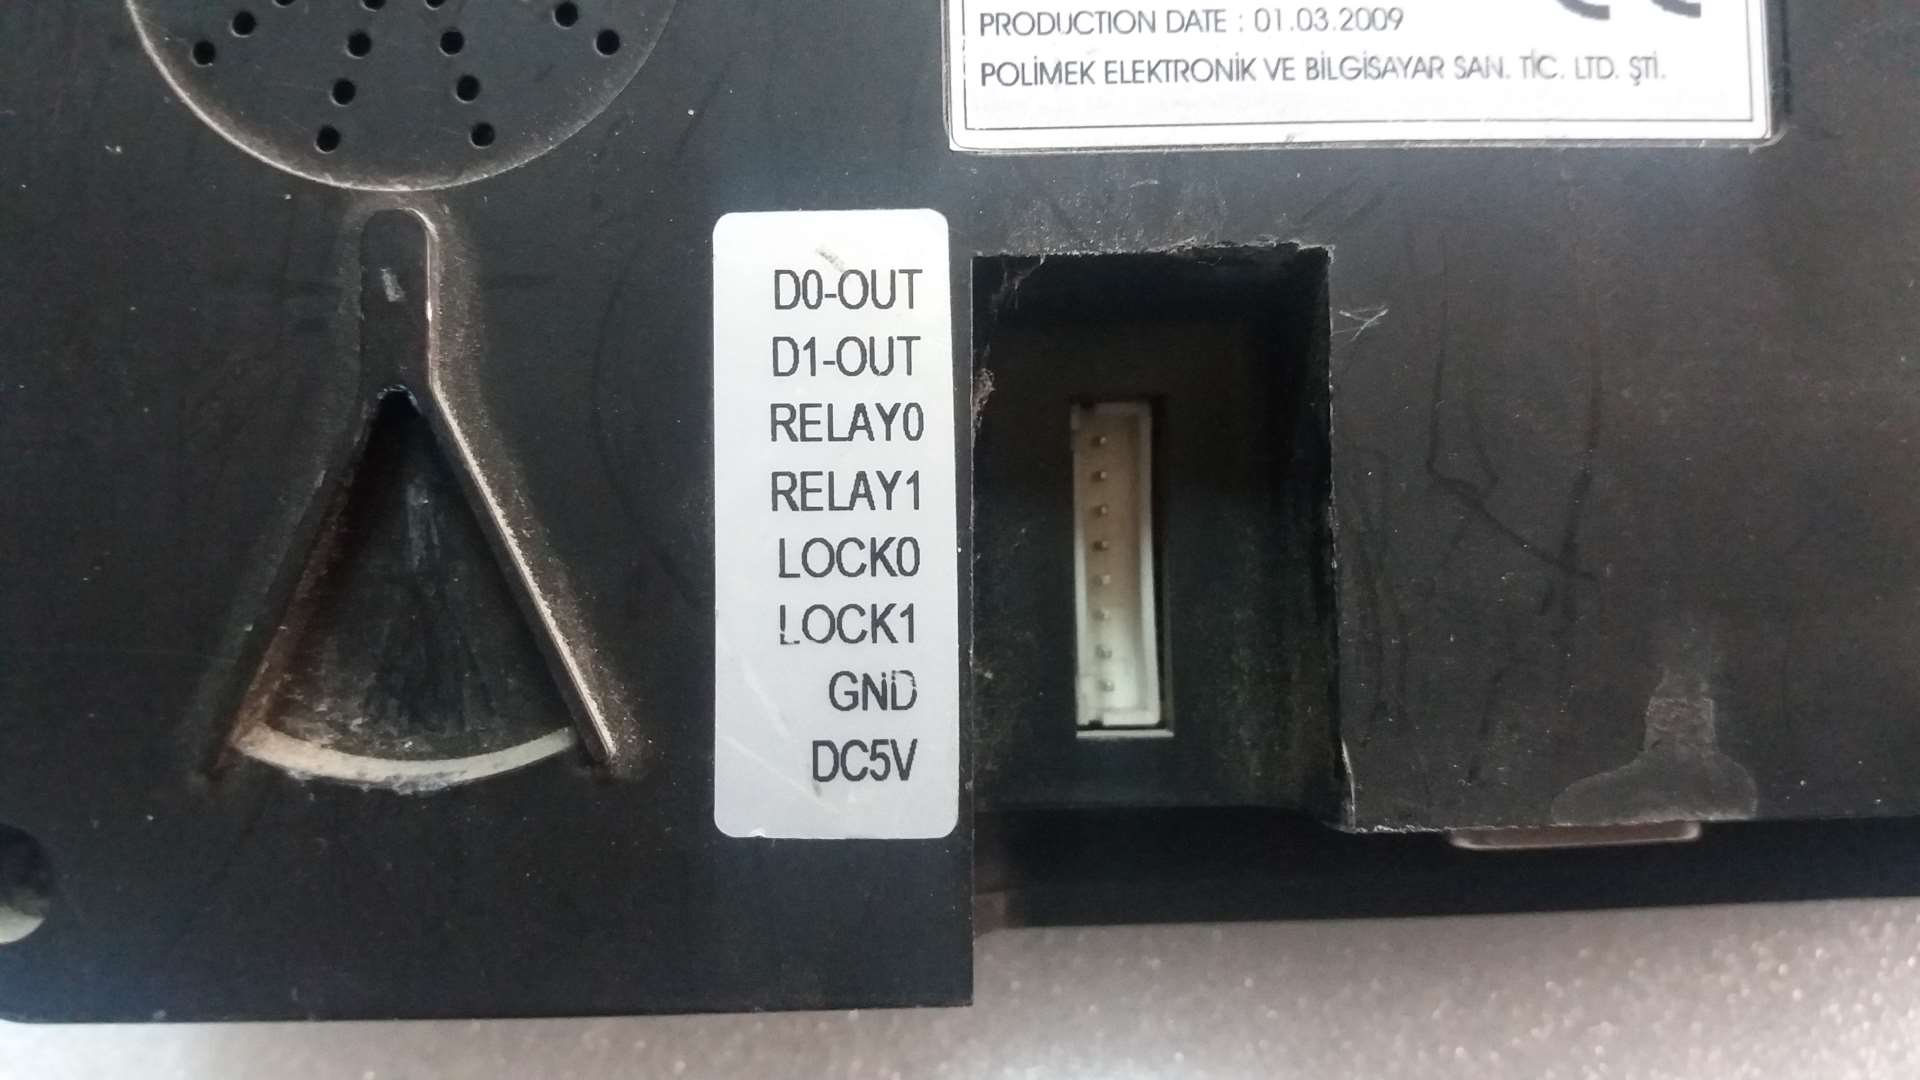 PRODUCTION DATE : 01.03.2009
POLİMEK ELEKTRONİK VE BİLGİSAYAR SAN. TİC. LTD. ŞTİ.
D0-OUT
D1-OUT
RELAY0
RELAY1
LOCK0
LOCK1
GND
DC5V